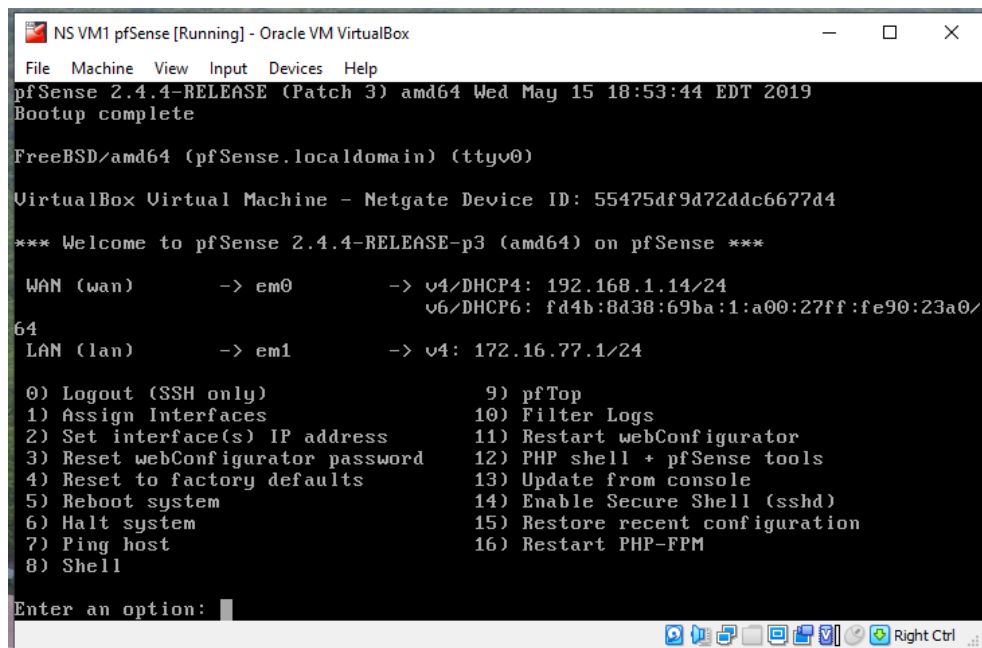 NS VM1 pfSense [Running] - Oracle VM VirtualBox
File Machine View Input Devices Help
pfSense 2.4.4-RELEASE (Patch 3) amd64 Wed May 15 18:53:44 EDT 2019
Bootup complete
FreeBSD/amd64 (pfSense.localdomain) (ttyv0)
VirtualBox Virtual Machine - Netgate Device ID: 55475df9d72ddc6677d4
*** Welcome to pfSense 2.4.4-RELEASE-p3 (amd64) on pfSense ***
WAN (wan) -> em0 -> v4/DHCP4: 192.168.1.14/24
v6/DHCP6: fd4b:8d38:69ba:1:a00:27ff:fe90:23a0/
64
LAN (lan) -> em1 -> v4: 172.16.77.1/24
0) Logout (SSH only) 9) pfTop
1) Assign Interfaces 10) Filter Logs
2) Set interface(s) IP address 11) Restart webConfigurator
3) Reset webConfigurator password 12) PHP shell + pfSense tools
4) Reset to factory defaults 13) Update from console
5) Reboot system 14) Enable Secure Shell (sshd)
6) Halt system 15) Restore recent configuration
7) Ping host 16) Restart PHP-FPM
8) Shell
Enter an option:
Right Ctrl